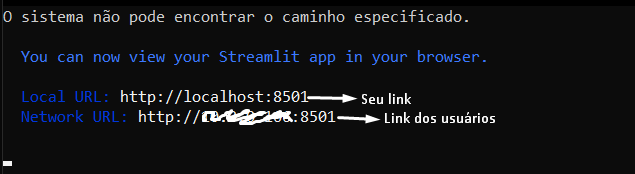 O sistema não pode encontrar o caminho especificado.
You can now view your Streamlit app in your browser.
Local URL: http://localhost:8501 Seu link
Network URL: http:// :8501 Link dos usuários